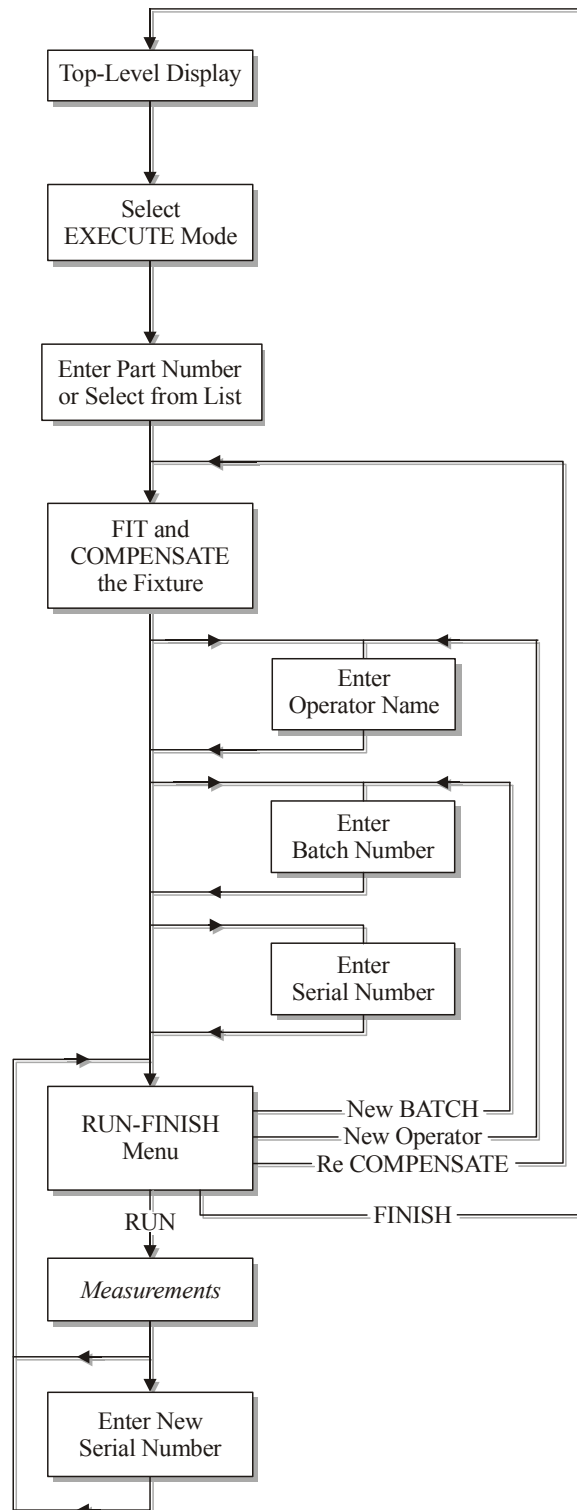 Top-Level Display
Select
EXECUTE Mode
Enter Part Number
or Select from List
FIT and
COMPENSATE
the Fixture
Enter
Operator Name
Enter
Batch Number
Enter
Serial Number
RUN-FINISH
Menu
New BATCH
New Operator
Re COMPENSATE
FINISH
RUN
Measurements
Enter New
Serial Number